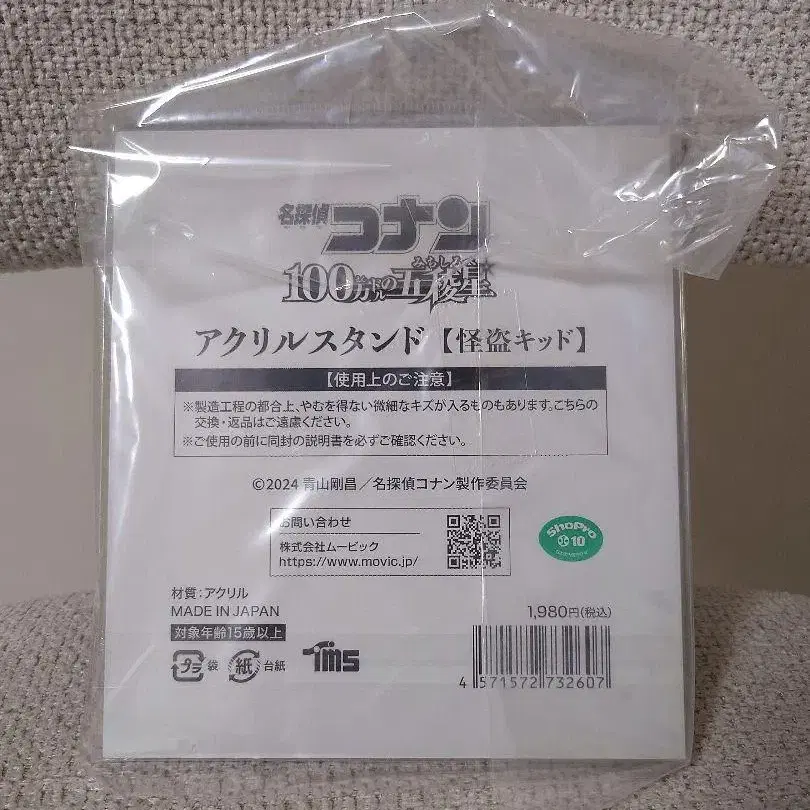 名探偵
コナン
100万ドルの五稜星
みちしるべ
アクリルスタンド【怪盗キッド】
【使用上のご注意】
※製造工程の都合上、やむを得ない微細なキズが入るものもあります。こちらの
交換・返品はご遠慮ください。
※ご使用の前に同封の説明書を必ずご確認ください。
©2024 青山剛昌／名探偵コナン製作委員会
お問い合わせ
株式会社ムービック
https://www.movic.jp/
ShoPro
10
材質：アクリル
MADE IN JAPAN
1,980円(税込)
対象年齢15歳以上
プラ 袋 紙 台紙
TMS
4 571572 732607